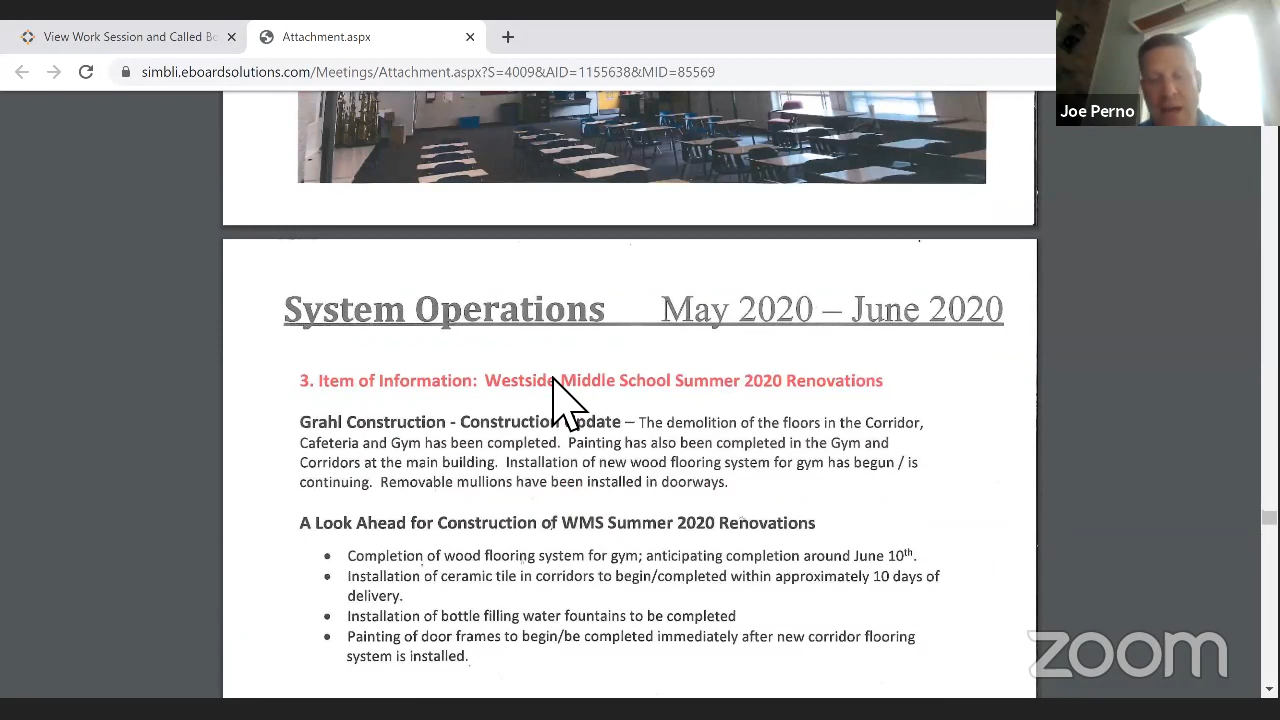 View Work Session and Called Bo
Attachment.aspx
simbli.eboardsolutions.com/Meetings/Attachment.aspx?S=4009&AID=1155638&MID=85569
Joe Perno
System Operations May 2020 – June 2020
3. Item of Information: Westside Middle School Summer 2020 Renovations
Grahl Construction - Construction Update – The demolition of the floors in the Corridor,
Cafeteria and Gym has been completed. Painting has also been completed in the Gym and
Corridors at the main building. Installation of new wood flooring system for gym has begun / is
continuing. Removable mullions have been installed in doorways.
A Look Ahead for Construction of WMS Summer 2020 Renovations
• Completion of wood flooring system for gym; anticipating completion around June 10th.
• Installation of ceramic tile in corridors to begin/completed within approximately 10 days of
delivery.
• Installation of bottle filling water fountains to be completed
• Painting of door frames to begin/be completed immediately after new corridor flooring
system is installed.
zoom